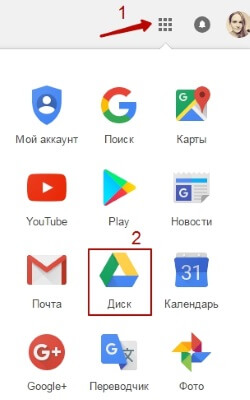 1
Мой аккаунт
Поиск
Карты
YouTube
Play
Новости
2
31
Почта
Диск
Календарь
Google+
Переводчик
Фото